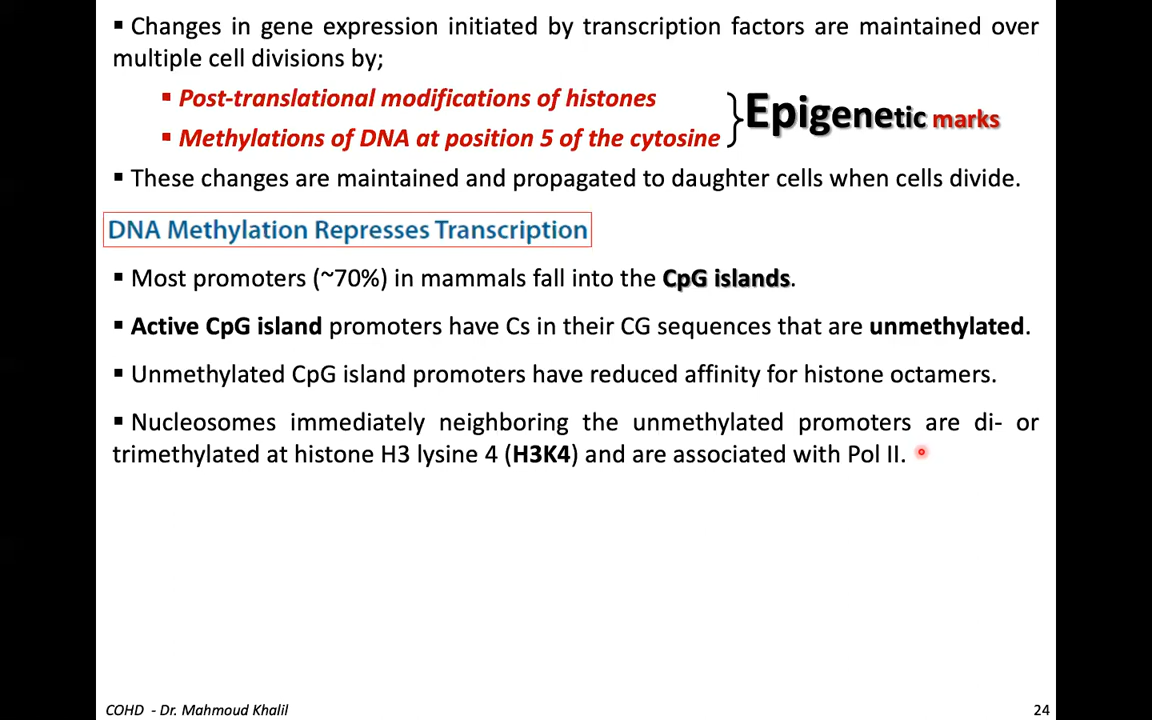 ▪ Changes in gene expression initiated by transcription factors are maintained over
multiple cell divisions by;
▪ Post-translational modifications of histones
▪ Methylations of DNA at position 5 of the cytosine
} Epigenetic marks
▪ These changes are maintained and propagated to daughter cells when cells divide.
DNA Methylation Represses Transcription
▪ Most promoters (~70%) in mammals fall into the CpG islands.
▪ Active CpG island promoters have Cs in their CG sequences that are unmethylated.
▪ Unmethylated CpG island promoters have reduced affinity for histone octamers.
▪ Nucleosomes immediately neighboring the unmethylated promoters are di- or
trimethylated at histone H3 lysine 4 (H3K4) and are associated with Pol II.
COHD - Dr. Mahmoud Khalil
24